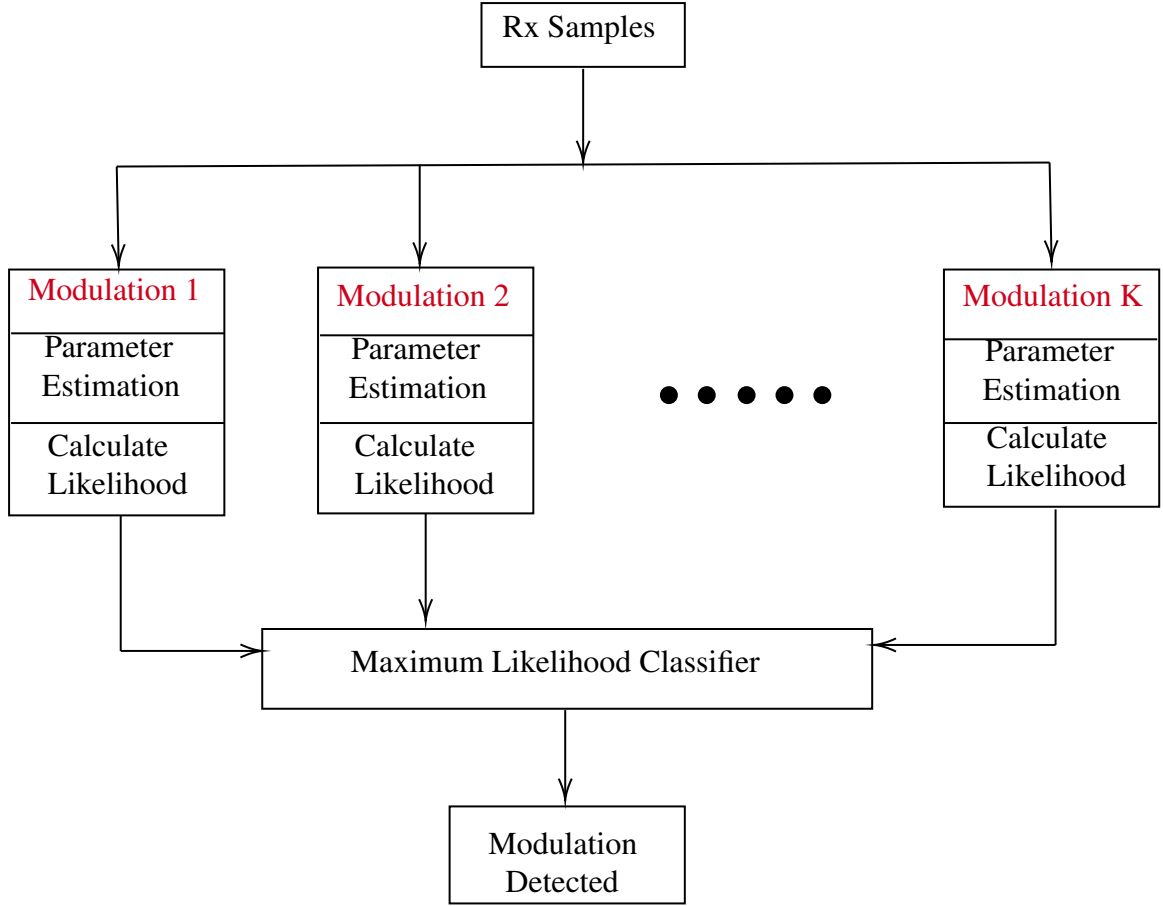 Rx Samples
Modulation 1
Parameter
Estimation
Calculate
Likelihood
Modulation 2
Parameter
Estimation
Calculate
Likelihood
Modulation K
Parameter
Estimation
Calculate
Likelihood
Maximum Likelihood Classifier
Modulation
Detected